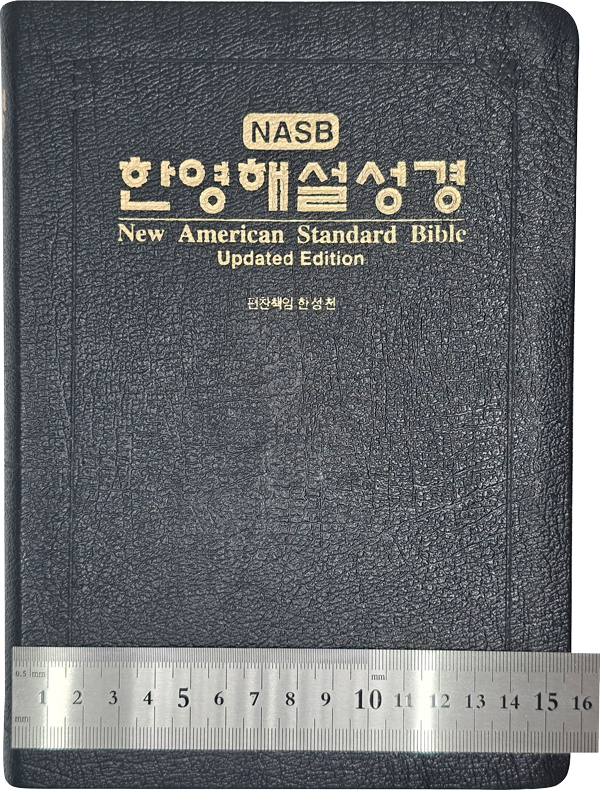 NASB
한영해설성경
New American Standard Bible
Updated Edition
편찬책임 한성천
0.5 mm mm
1 2 3 4 5 6 7 8 9 10 11 12 13 14 15 16
mm